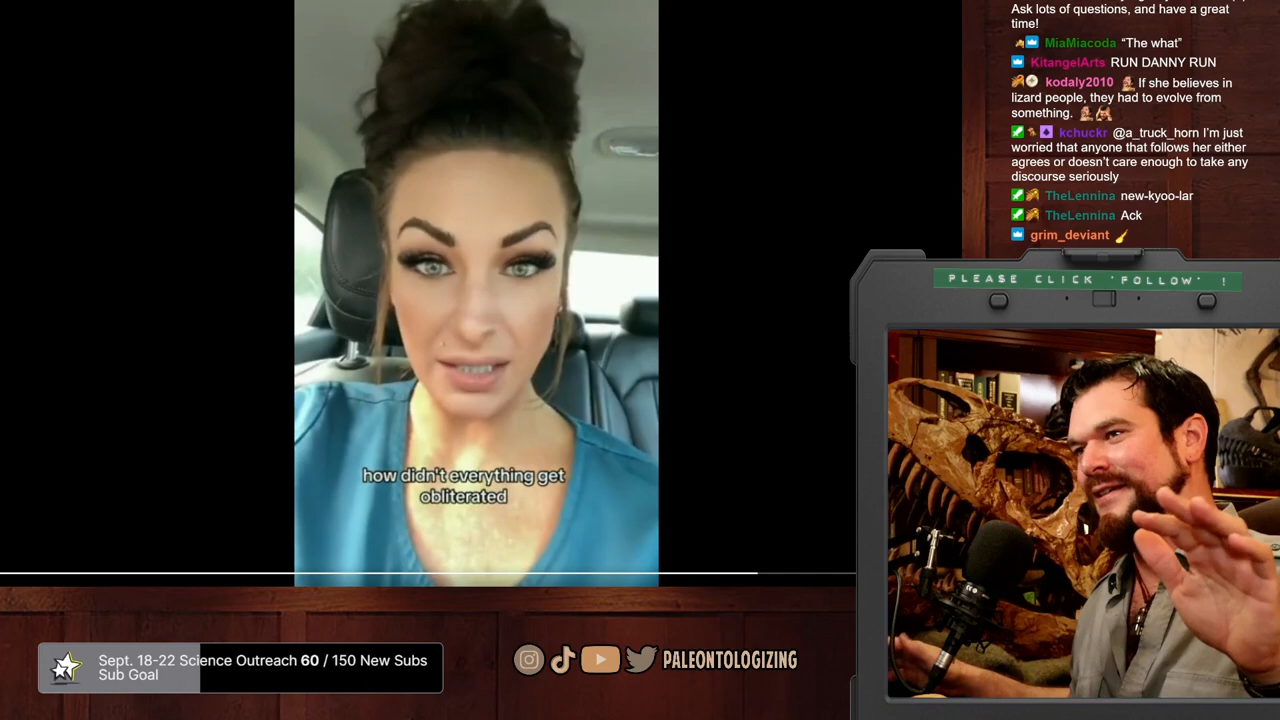 Ask lots of questions, and have a great
time!
MiaMiacoda “The what”
KitangelArts RUN DANNY RUN
kodaly2010 If she believes in
lizard people, they had to evolve from
something.
kchuckr @a_truck_horn I’m just
worried that anyone that follows her either
agrees or doesn’t care enough to take any
discourse seriously
TheLennina new-kyoo-lar
TheLennina Ack
grim_deviant
PLEASE CLICK 'FOLLOW' !
how didn't everything get
obliterated
Sept. 18-22 Science Outreach 60 / 150 New Subs
Sub Goal
PALEONTOLOGIZING